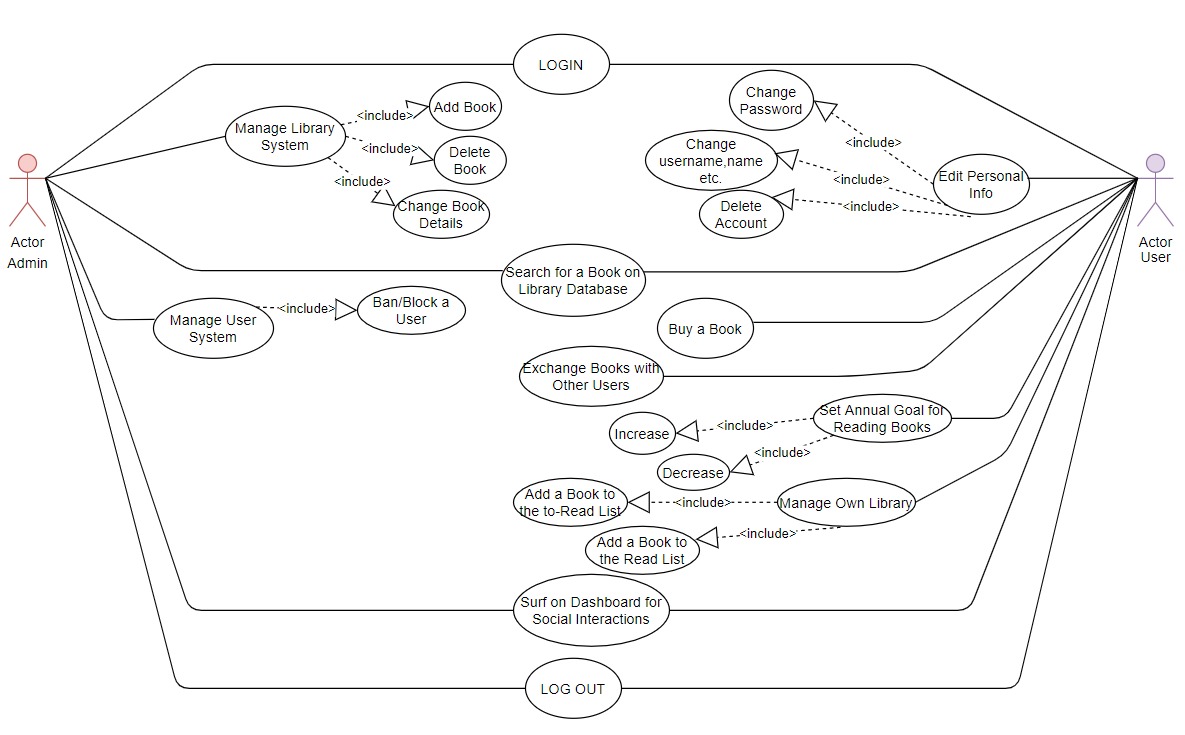 LOGIN
Manage Library
System
<include>
Add Book
<include>
Delete
Book
<include>
Change Book
Details
Change
Password
<include>
Change
username,name
etc.
<include>
Delete
Account
<include>
Edit Personal
Info
Actor
Admin
Actor
User
Search for a Book on
Library Database
Manage User
System
<include>
Ban/Block a
User
Buy a Book
Exchange Books with
Other Users
Set Annual Goal for
Reading Books
<include>
Increase
<include>
Decrease
Manage Own Library
<include>
Add a Book to
the to-Read List
<include>
Add a Book to
the Read List
Surf on Dashboard for
Social Interactions
LOG OUT